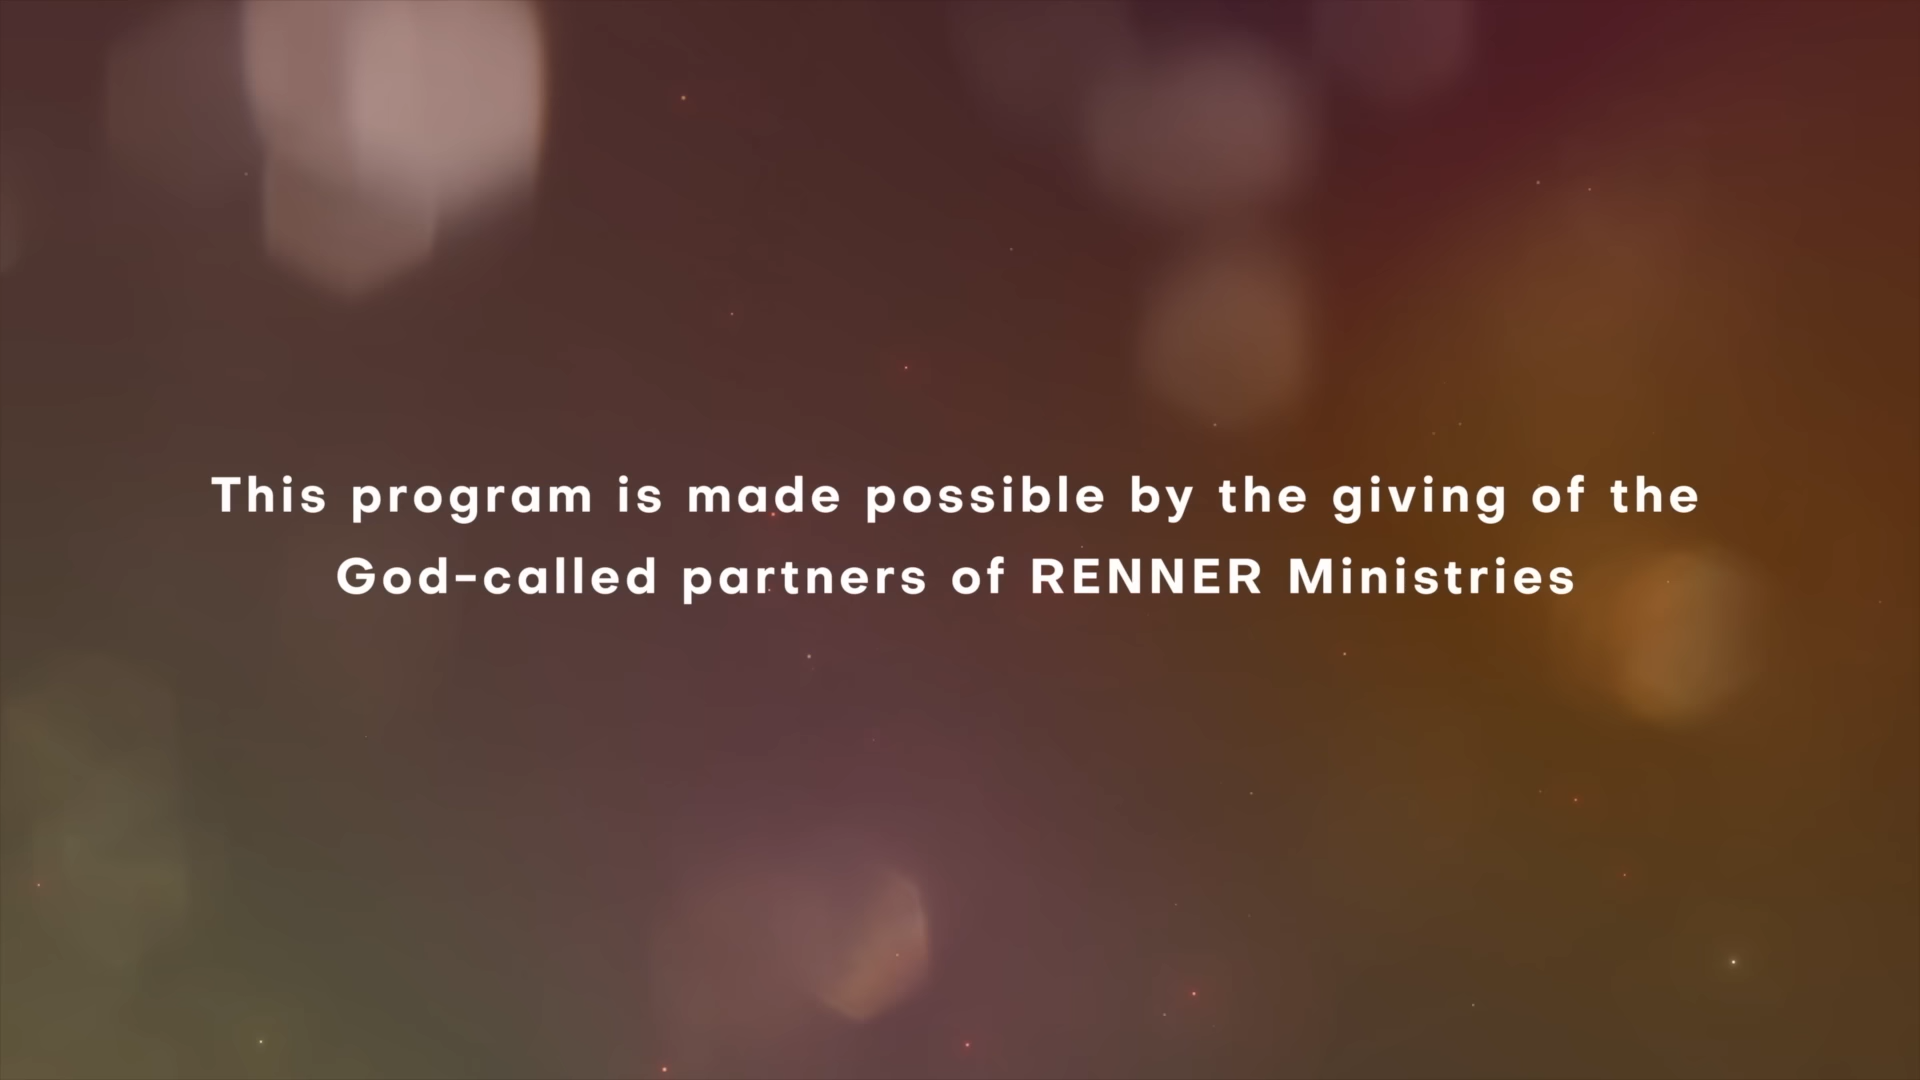 This program is made possible by the giving of the
God-called partners of RENNER Ministries